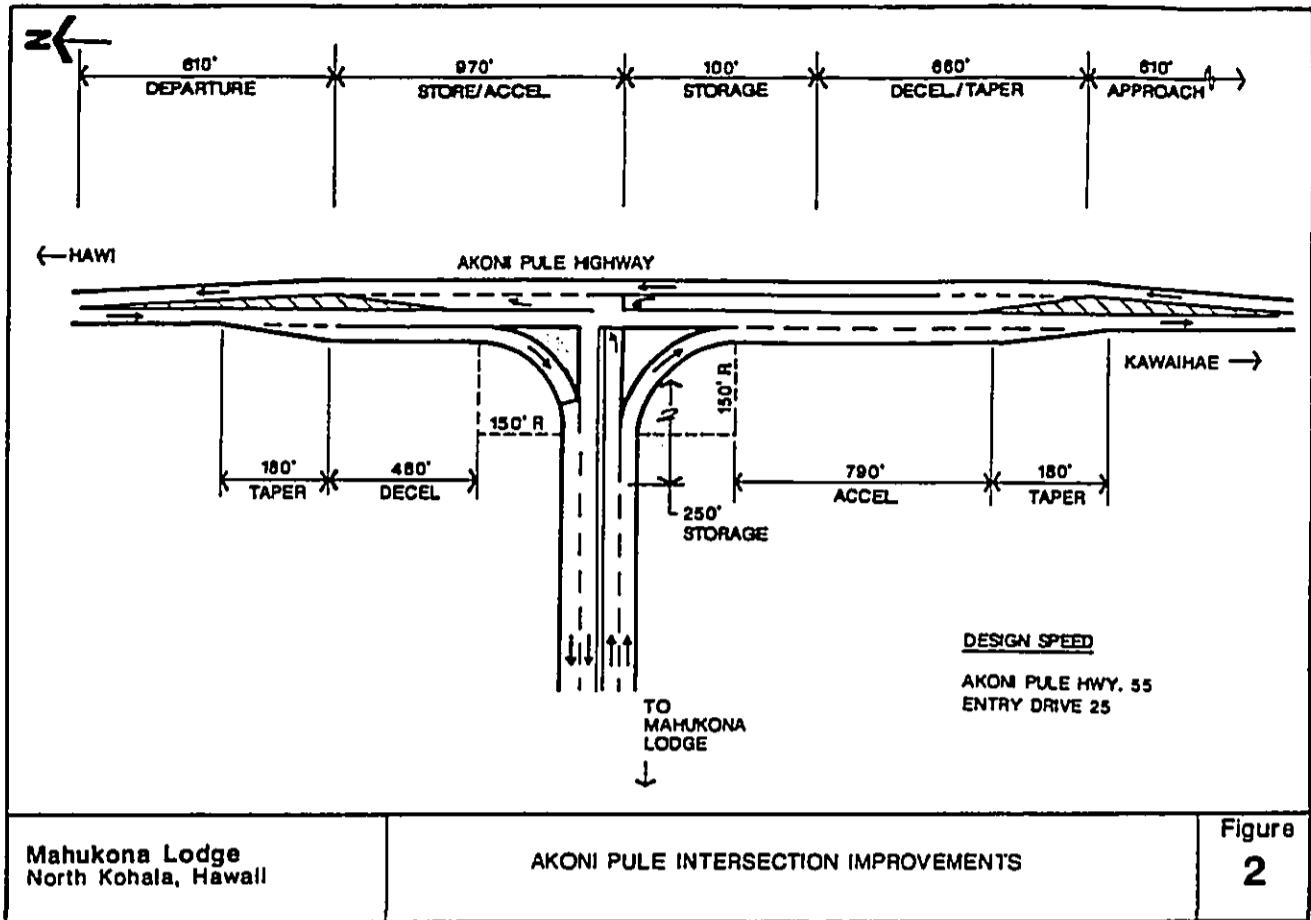 N
610' 970' 100' 660' 610'
DEPARTURE STORE/ACCEL STORAGE DECEL/TAPER APPROACH
HAWI
AKONI PULE HIGHWAY
KAWAIHAE
150' R
150' R
180' 460' 790' 180'
TAPER DECEL ACCEL TAPER
250'
STORAGE
DESIGN SPEED
AKONI PULE HWY. 55
ENTRY DRIVE 25
TO
MAHUKONA
LODGE
Mahukona Lodge
North Kohala, Hawaii
AKONI PULE INTERSECTION IMPROVEMENTS
Figure
2